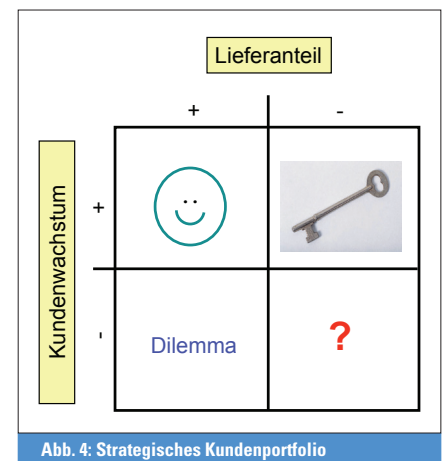 Lieferanteil
+ -
Kundenwachstum
+
-
Dilemma
?
Abb. 4: Strategisches Kundenportfolio